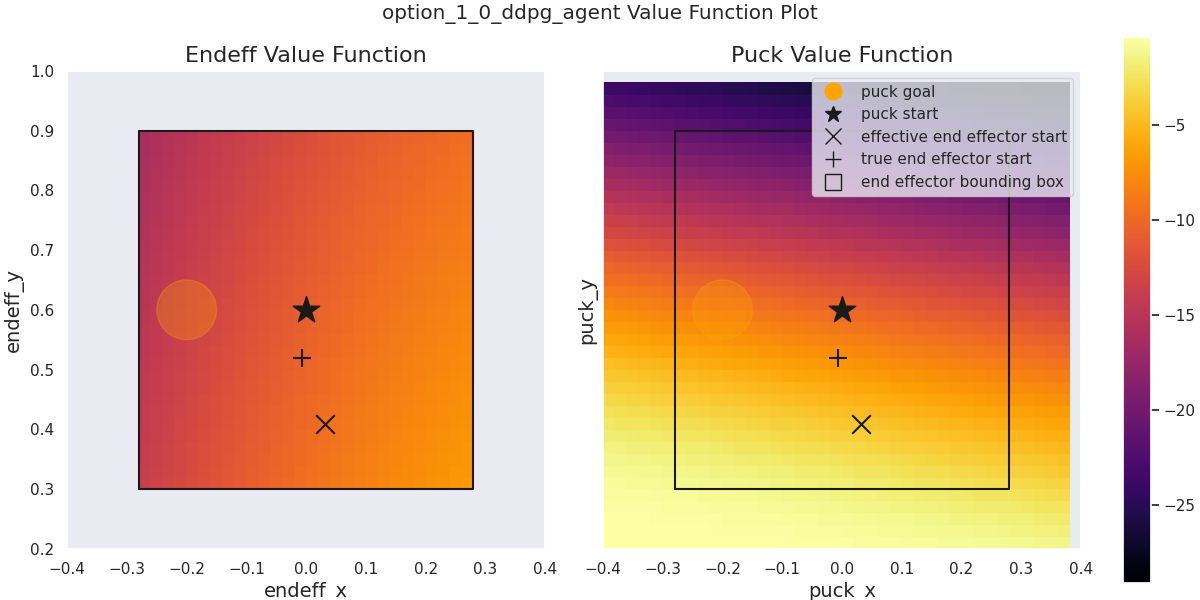 option_1_0_ddpg_agent Value Function Plot
Endeff Value Function
Puck Value Function
1.0
0.9
0.8
0.7
0.6
0.5
0.4
0.3
0.2
endeff_y
−0.4 −0.3 −0.2 −0.1 0.0 0.1 0.2 0.3 0.4
endeff_x
puck_y
puck goal
puck start
effective end effector start
true end effector start
end effector bounding box
−0.4 −0.3 −0.2 −0.1 0.0 0.1 0.2 0.3 0.4
puck_x
−5
−10
−15
−20
−25